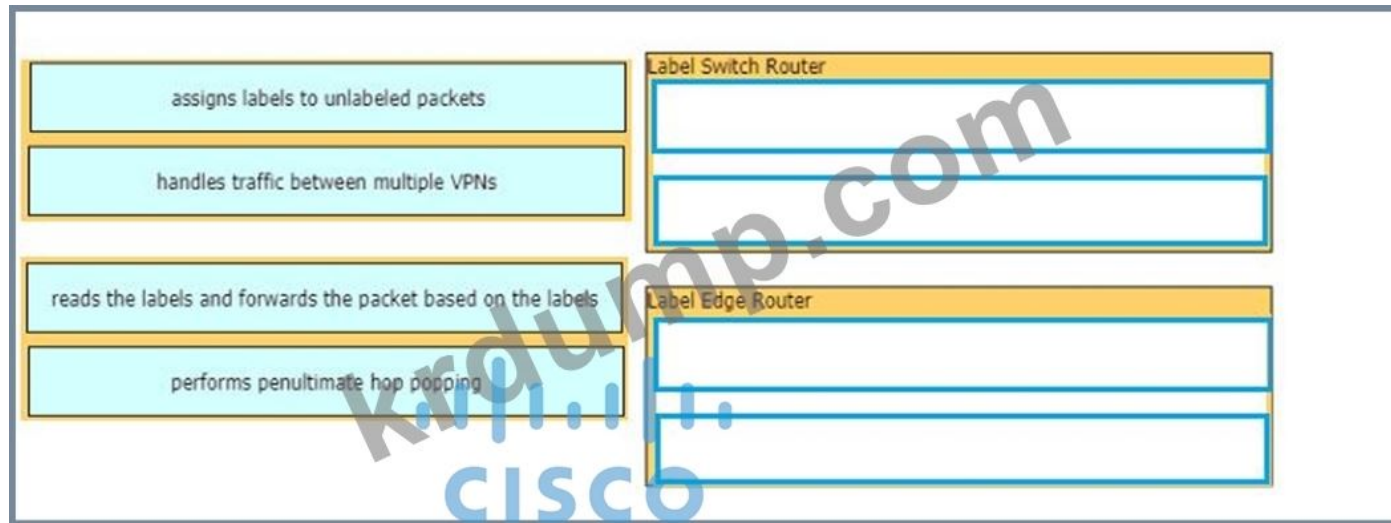 assigns labels to unlabeled packets
handles traffic between multiple VPNs
reads the labels and forwards the packet based on the labels
performs penultimate hop popping
Label Switch Router
Label Edge Router
krdump.com
CISCO